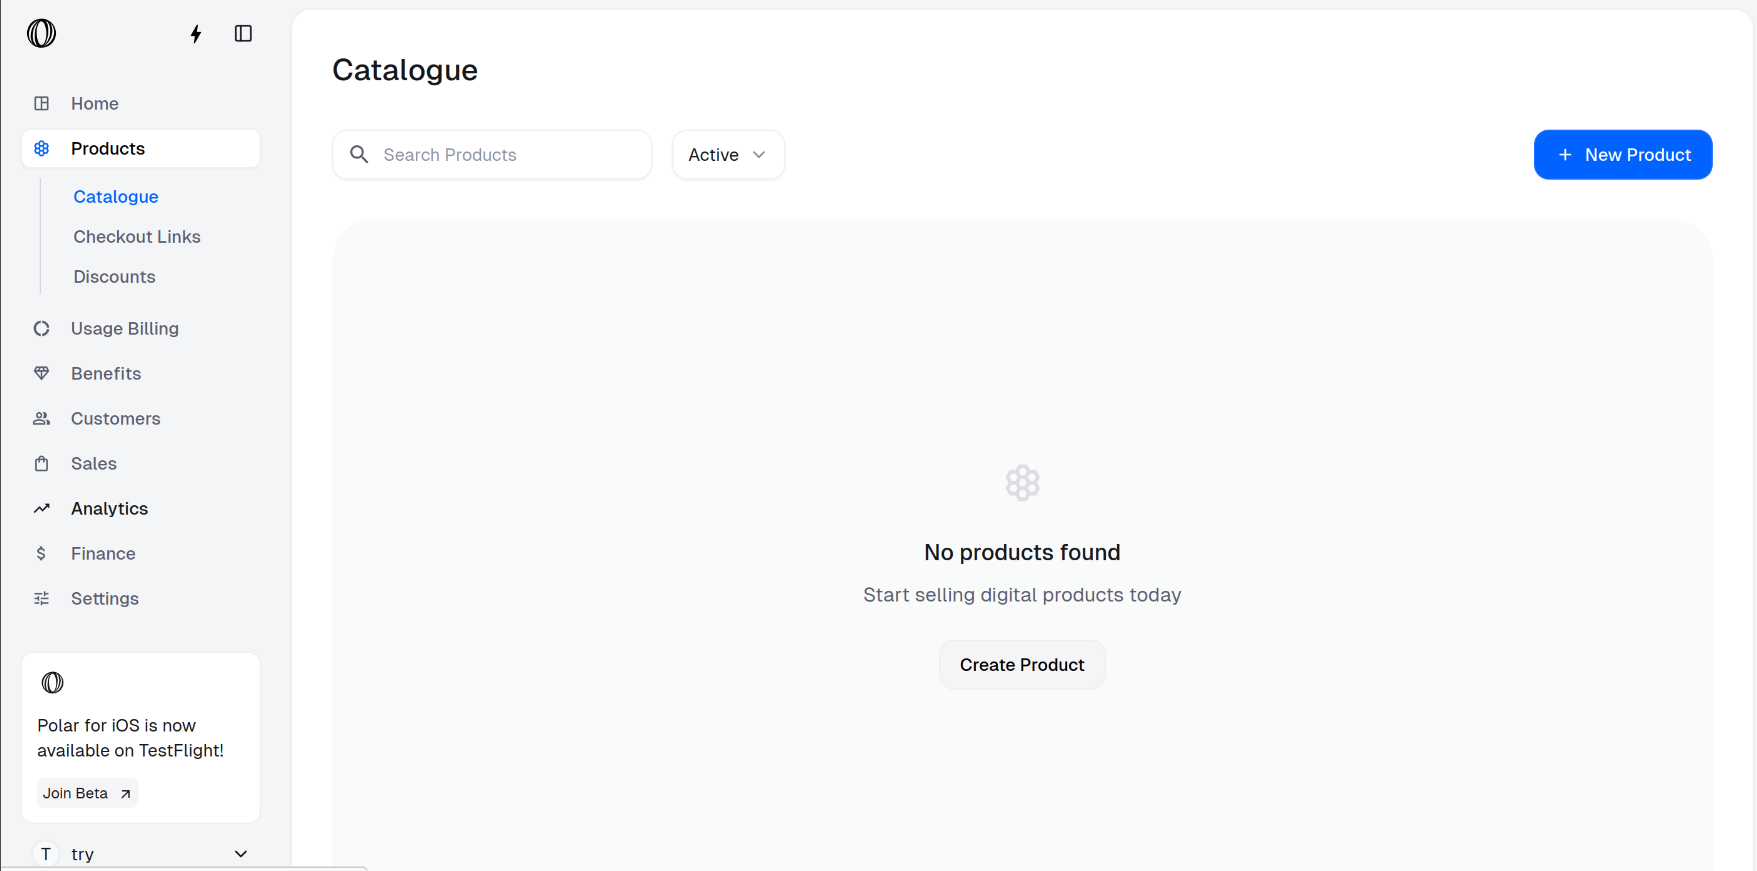 Home
Products
Catalogue
Checkout Links
Discounts
Usage Billing
Benefits
Customers
Sales
Analytics
Finance
Settings
Polar for iOS is now
available on TestFlight!
Join Beta
T try
Catalogue
Search Products
Active
New Product
No products found
Start selling digital products today
Create Product